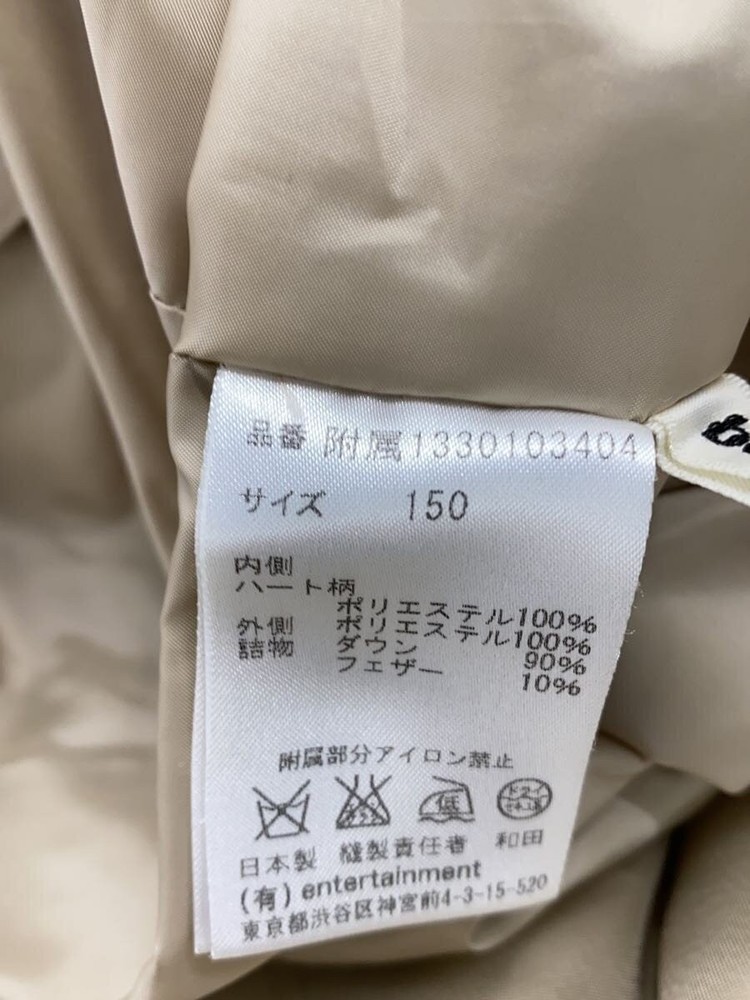 品番 附属1330103404
サイズ 150
内側
ハート柄
ポリエステル100%
外側 ポリエステル100%
詰物 ダウン 90%
フェザー 10%
附属部分アイロン禁止
低 ドライ
日本製 縫製責任者 和田
(有) entertainment
東京都渋谷区神宮前4-3-15-520